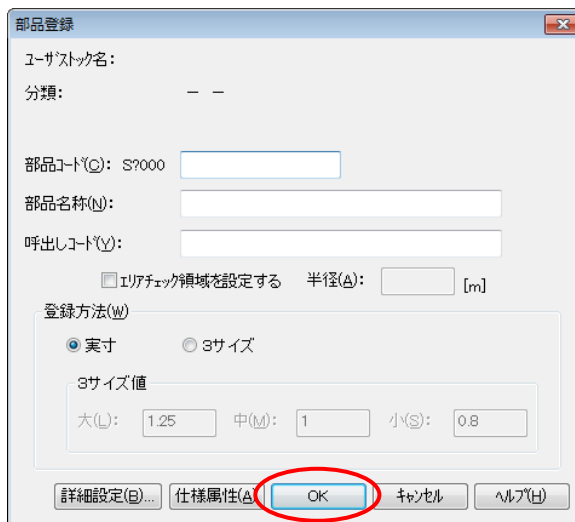 部品登録
ﾕｰｻﾞｽﾄｯｸ名:
分類: － －
部品ｺｰﾄﾞ(C): S?000
部品名称(N):
呼出しｺｰﾄﾞ(Y):
ｴﾘｱﾁｪｯｸ領域を設定する 半径(A): [m]
登録方法(W)
実寸 3サイズ
3サイズ値
大(L): 1.25 中(M): 1 小(S): 0.8
詳細設定(B)... 仕様属性(A) OK ｷｬﾝｾﾙ ﾍﾙﾌﾟ(H)